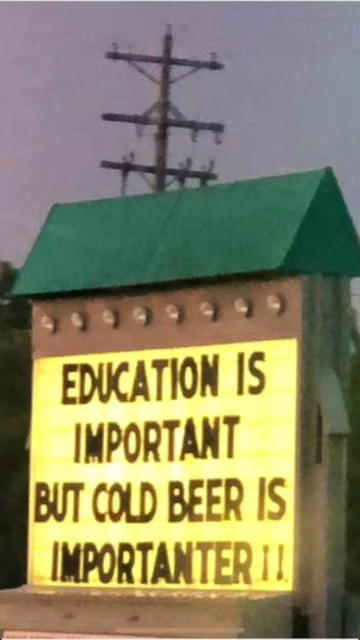 EDUCATION IS
IMPORTANT
BUT COLD BEER IS
IMPORTANTER!!